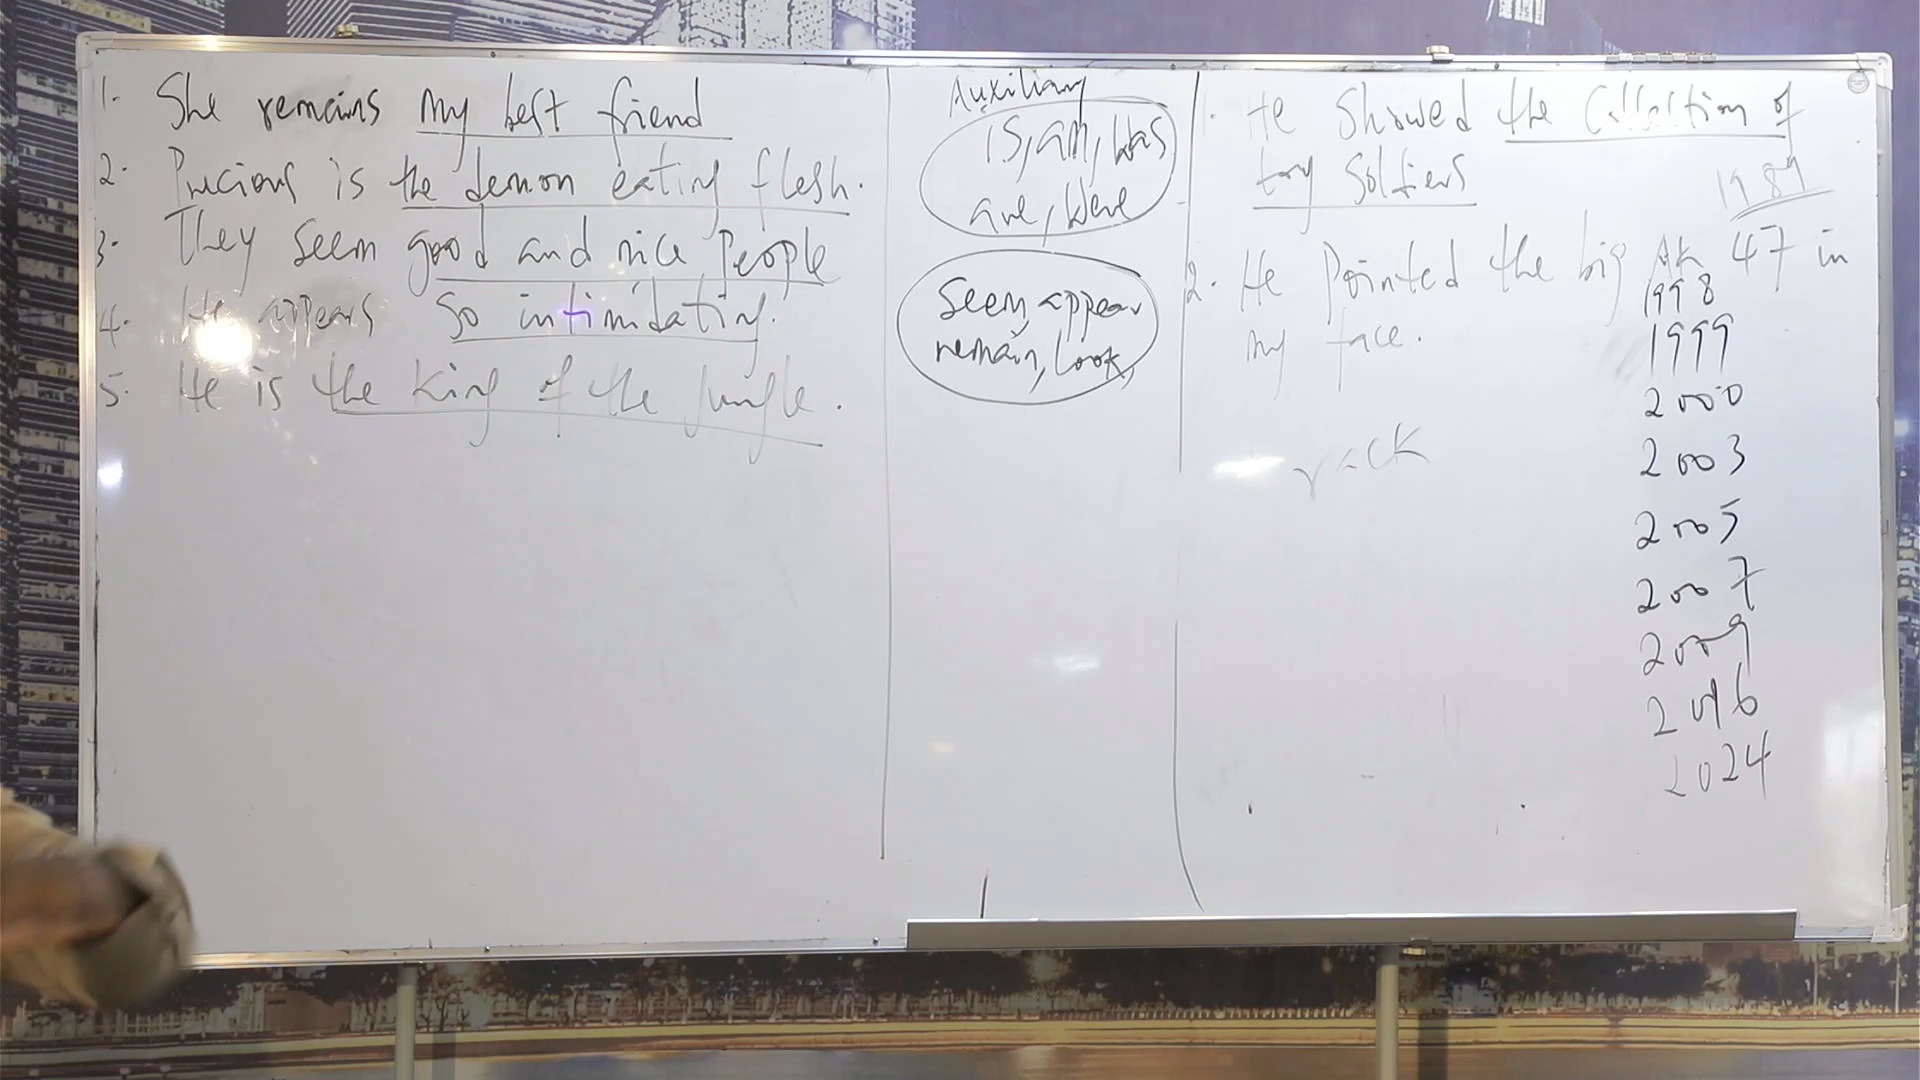 1. She remains my best friend
2. Precious is the demon eating flesh.
3. They seem good and nice people
4. He appears so intimidating.
5. He is the king of the Jungle.
Auxiliary
is, am, was
are, were
Seem, appear
remain, look,
1. He showed the Collection of
toy soldiers
1989
2. He pointed the big AK 47 in
my face.
1998
1999
2000
rack
2003
2005
2007
2009
2016
2024